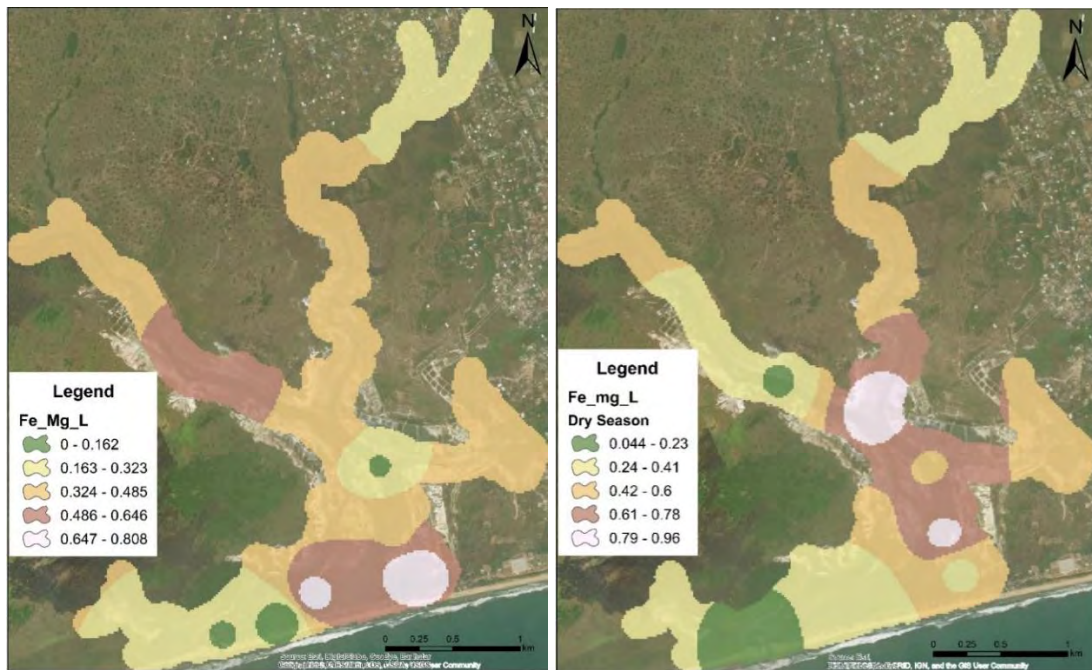 N
Legend
Fe_Mg_L
0 - 0.162
0.163 - 0.323
0.324 - 0.485
0.486 - 0.646
0.647 - 0.808
0 0.25 0.5 1
km
User Community
N
Legend
Fe_mg_L
Dry Season
0.044 - 0.23
0.24 - 0.41
0.42 - 0.6
0.61 - 0.78
0.79 - 0.96
0 0.25 0.5 1
km
IGN, and the GIS User Community